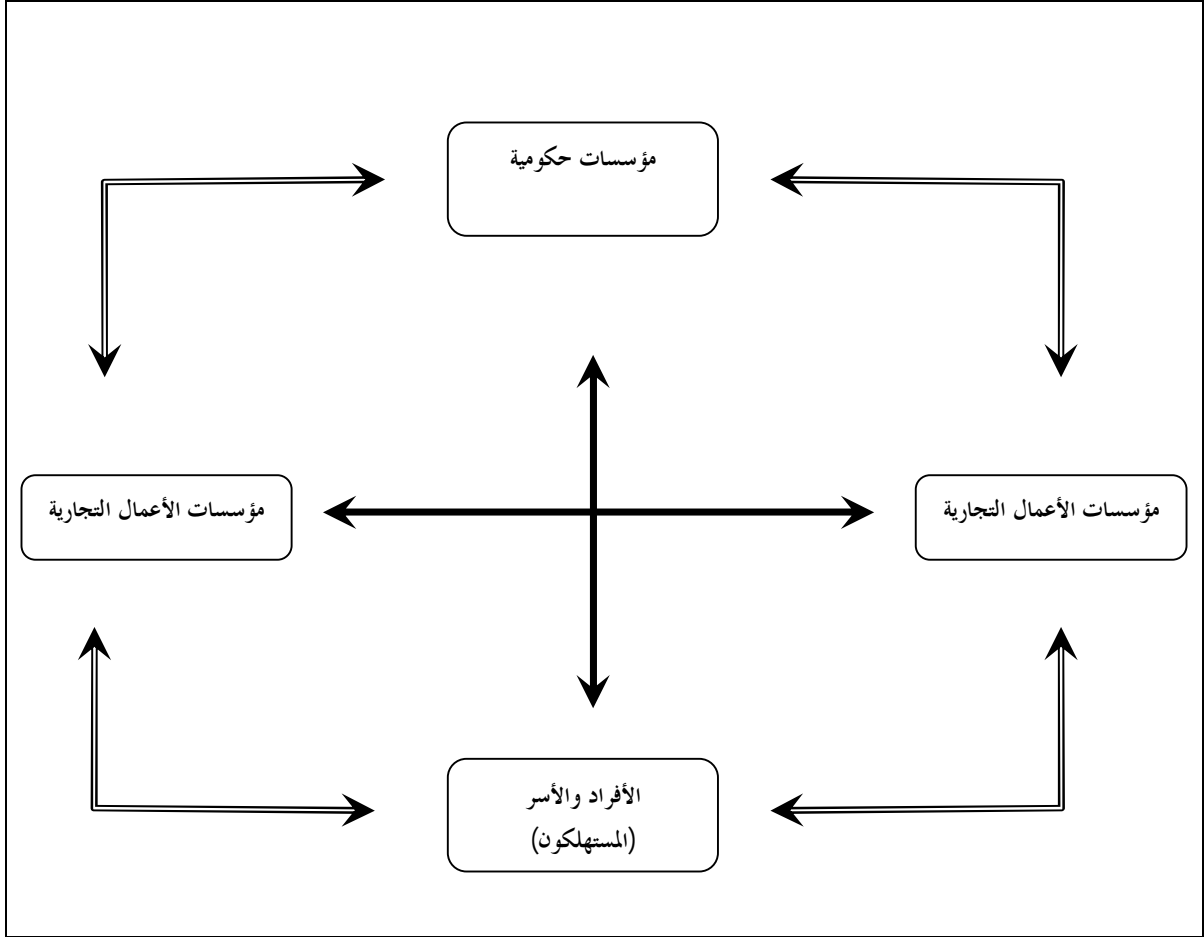 مؤسسات حكومية
مؤسسات الأعمال التجارية
مؤسسات الأعمال التجارية
الأفراد والأسر
(المستهلكون)